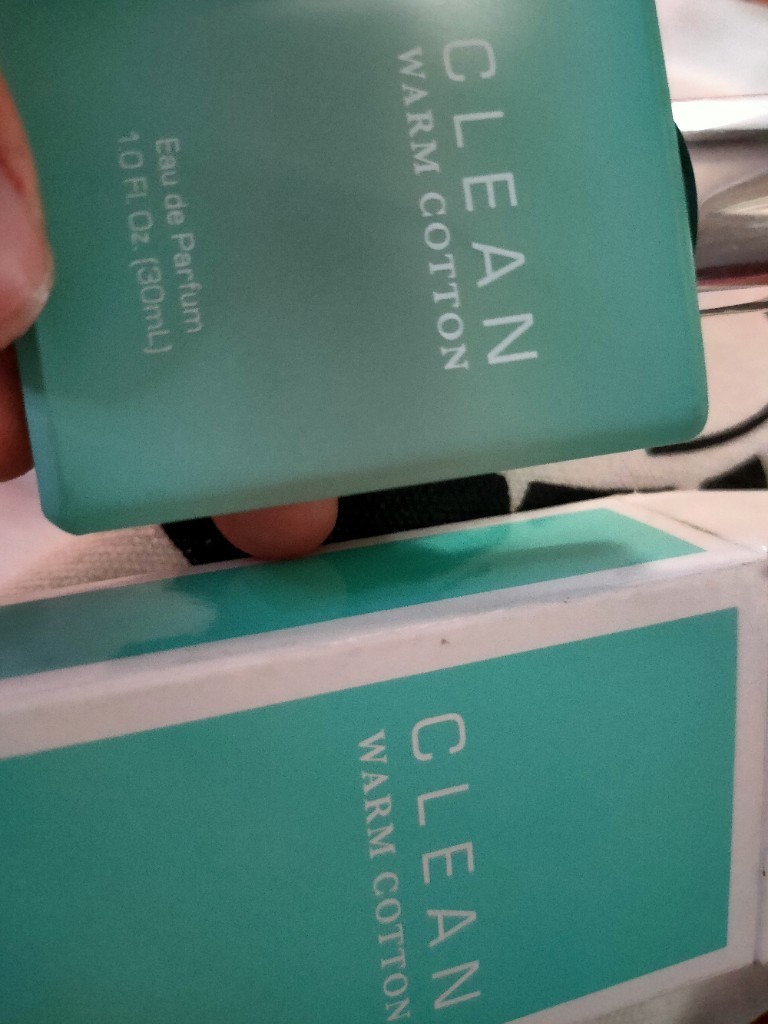 CLEAN
WARM COTTON
Eau de Parfum
1.0 Fl. Oz. (30mL)
CLEAN
WARM COTTON